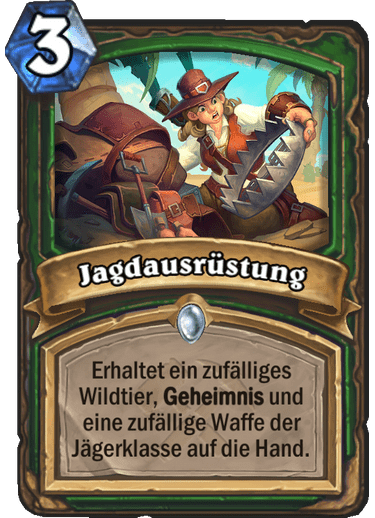 3
Jagdausrüstung
Erhaltet ein zufälliges
Wildtier, Geheimnis und
eine zufällige Waffe der
Jägerklasse auf die Hand.